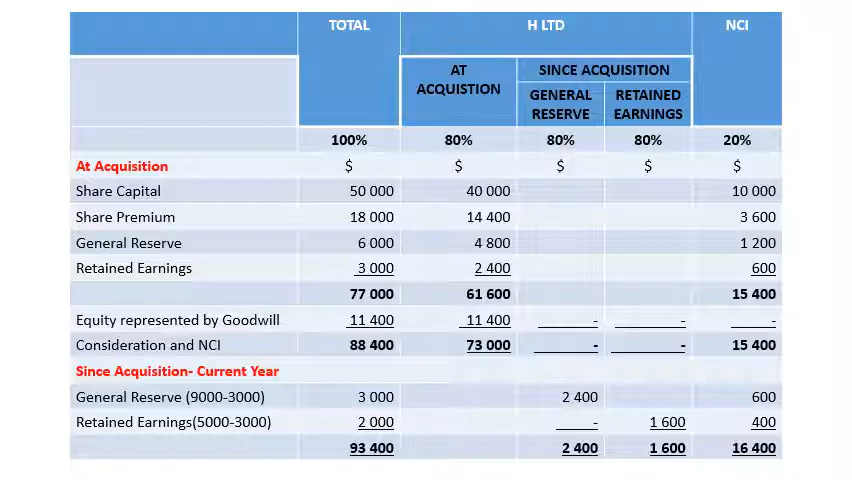 TOTAL H LTD NCI
AT ACQUISTION SINCE ACQUISITION
GENERAL RESERVE RETAINED EARNINGS
100% 80% 80% 80% 20%
At Acquisition $ $ $ $ $
Share Capital 50 000 40 000 10 000
Share Premium 18 000 14 400 3 600
General Reserve 6 000 4 800 1 200
Retained Earnings 3 000 2 400 600
77 000 61 600 15 400
Equity represented by Goodwill 11 400 11 400 - - -
Consideration and NCI 88 400 73 000 - - 15 400
Since Acquisition- Current Year
General Reserve (9000-3000) 3 000 2 400 600
Retained Earnings(5000-3000) 2 000 - 1 600 400
93 400 2 400 1 600 16 400